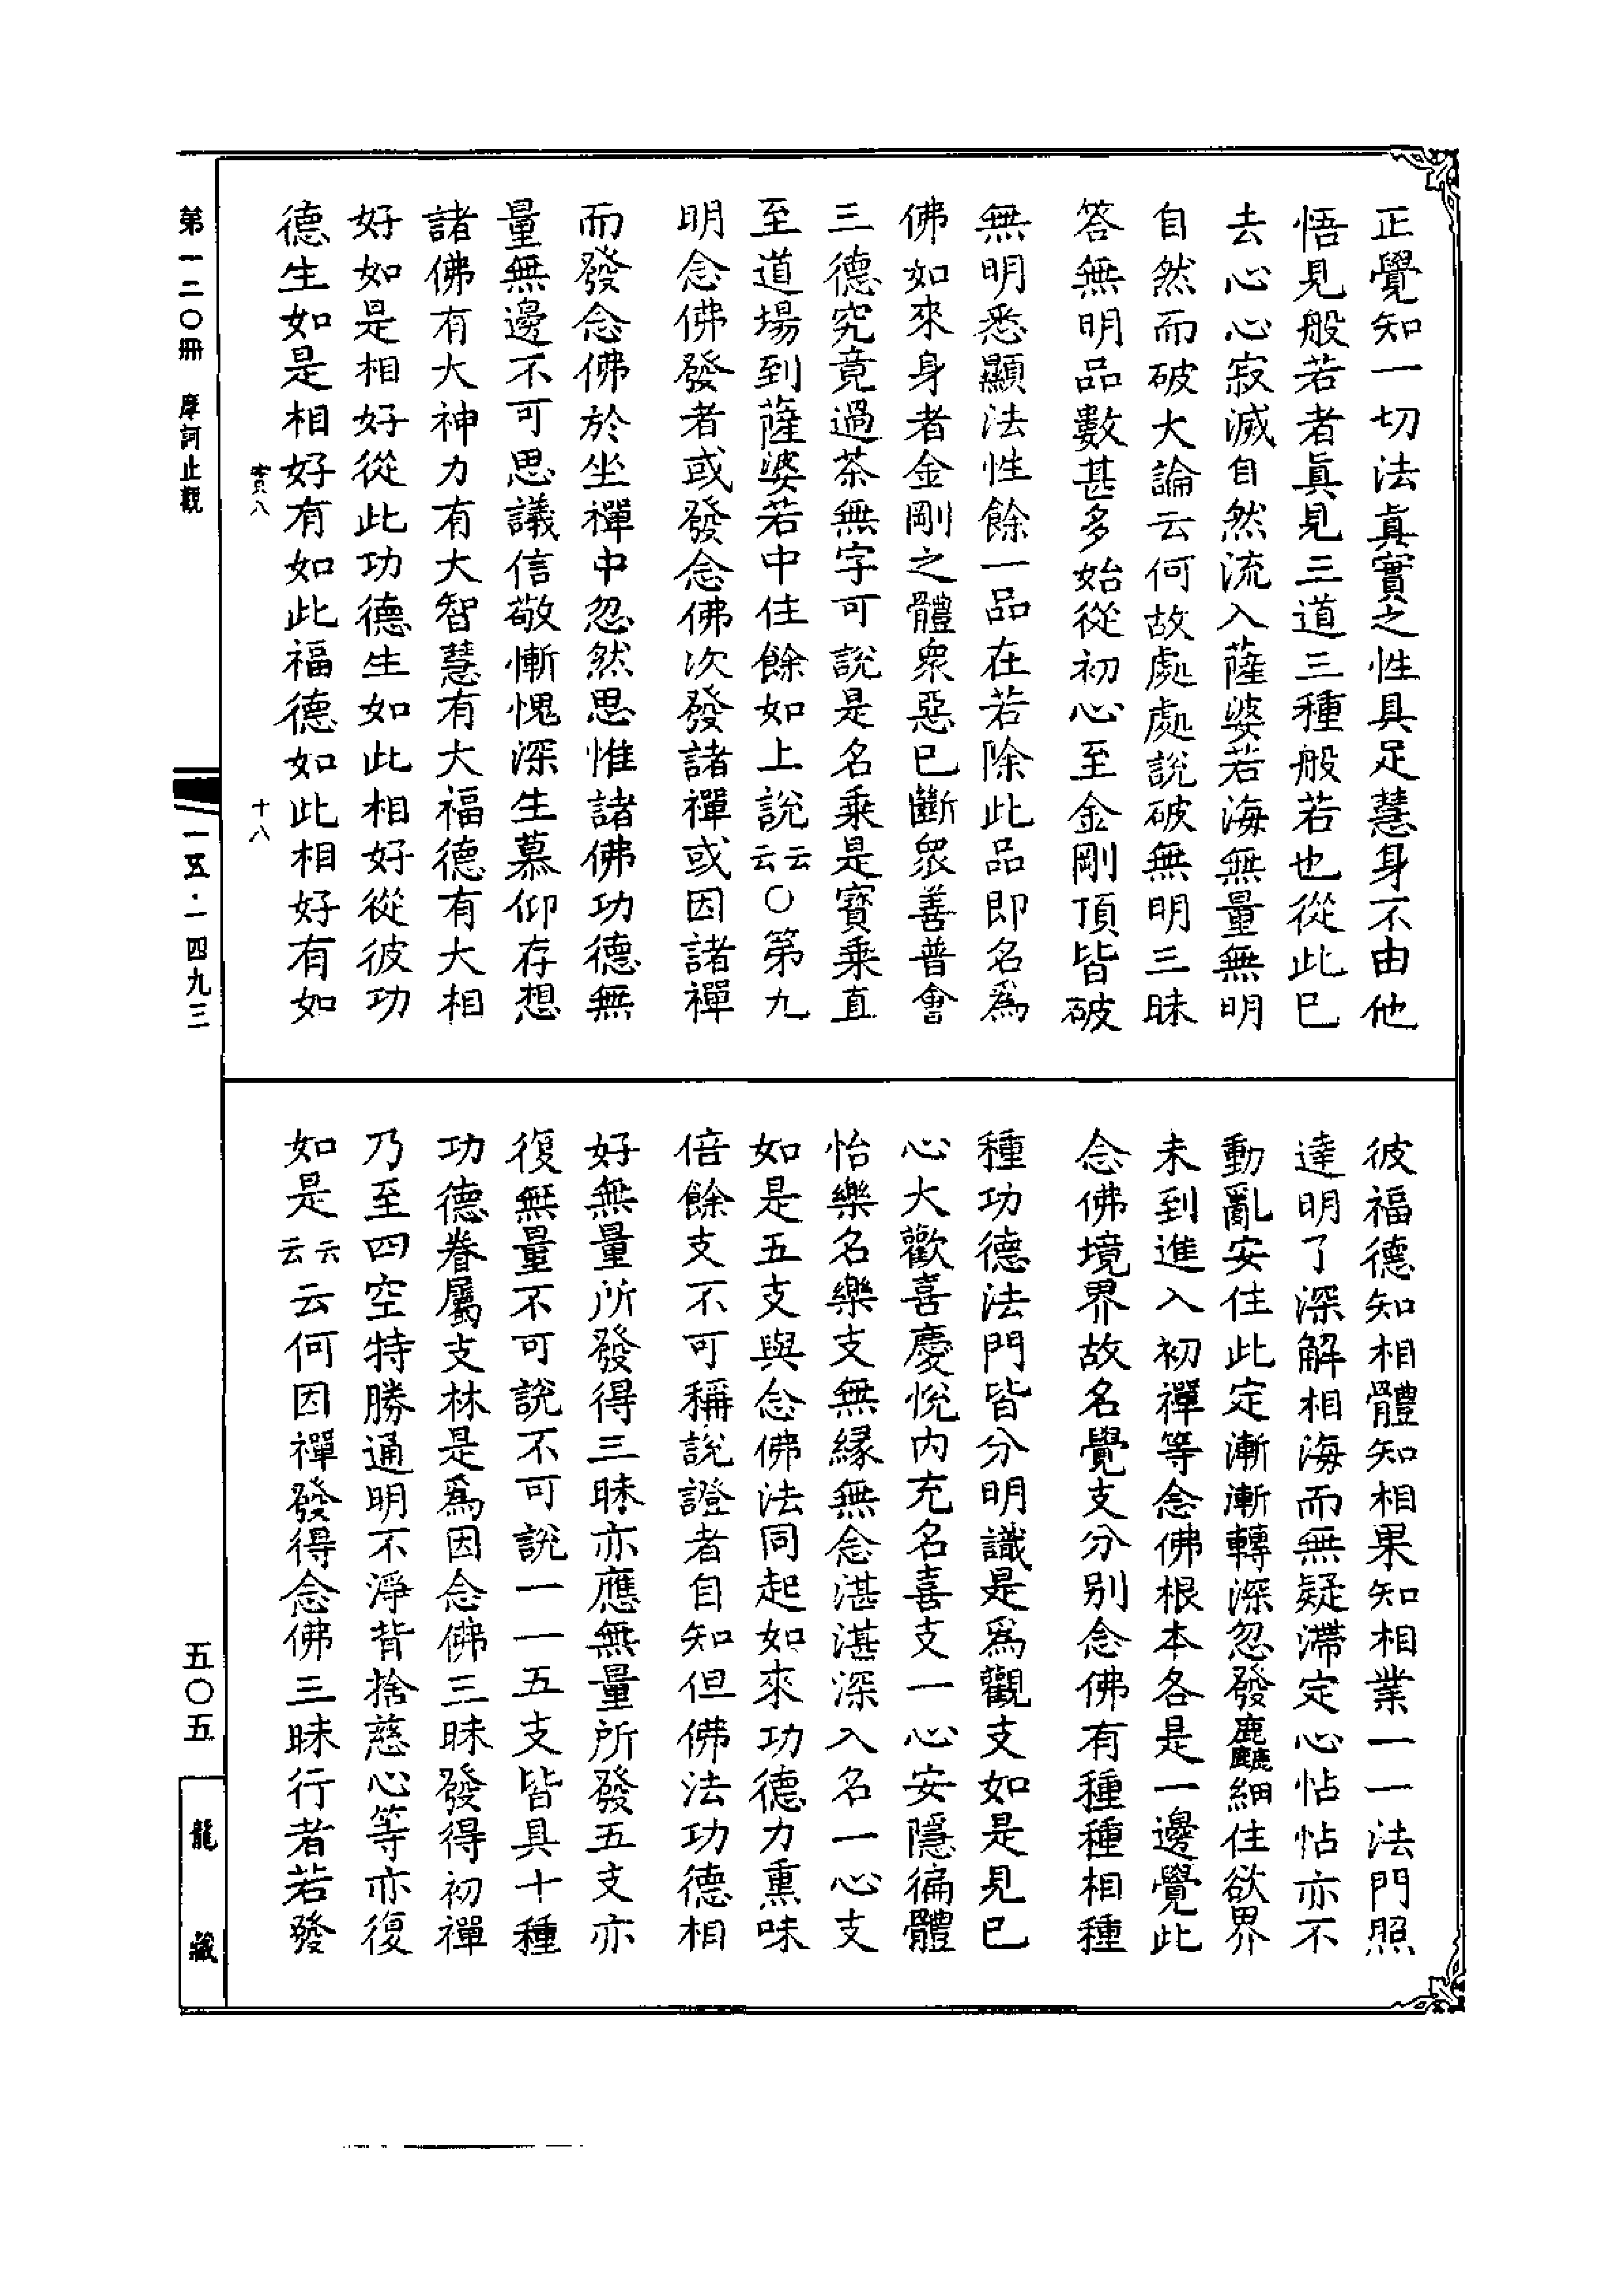 正覺知一切法真實之性具足慧身不由他
悟見般若者真見三道三種般若也從此已
去心心寂滅自然流入薩婆若海無量無明
自然而破大論云何故處處說破無明三昧
答無明品數甚多始從初心至金剛頂皆破
無明悉顯法性餘一品在若除此品即名爲
佛如來身者金剛之體衆惡已斷衆善普會
三德究竟過茶無字可說是名乘是寶乘直
至道場到薩婆若中住餘如上說云云〇第九
明念佛發者或發念佛次發諸禪或因諸禪
而發念佛於坐禪中忽然思惟諸佛功德無
量無邊不可思議信敬慚愧深生慕仰存想
諸佛有大神力有大智慧有大福德有大相
好如是相好從此功德生如此相好從彼功
德生如是相好有如此福德如此相好有如
彼福德知相體知相果知相業一一法門照
達明了深解相海而無疑滯定心怗怗亦不
動亂安住此定漸漸轉深忽發麤細住欲界
未到進入初禪等念佛根本各是一邊覺此
念佛境界故名覺支分別念佛有種種相種
種功德法門皆分明識是爲觀支如是見已
心大歡喜慶悅內充名喜支一心安隱徧體
怡樂名樂支無緣無念湛湛深入名一心支
如是五支與念佛法同起如來功德力熏味
倍餘支不可稱說證者自知但佛法功德相
好無量所發得三昧亦應無量所發五支亦
復無量不可說不可說一一五支皆具十種
功德眷屬支林是爲因念佛三昧發得初禪
乃至四空特勝通明不淨背捨慈心等亦復
如是云云云何因禪發得念佛三昧行者若發
第一二〇冊 摩訶止觀
實八 十八
一五·一四九三
五〇五
龍藏